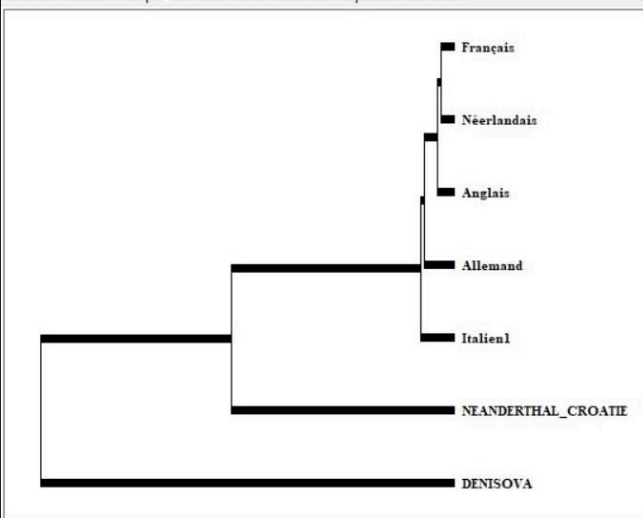 Français
Néerlandais
Anglais
Allemand
Italien1
NEANDERTHAL_CROATIE
DENISOVA